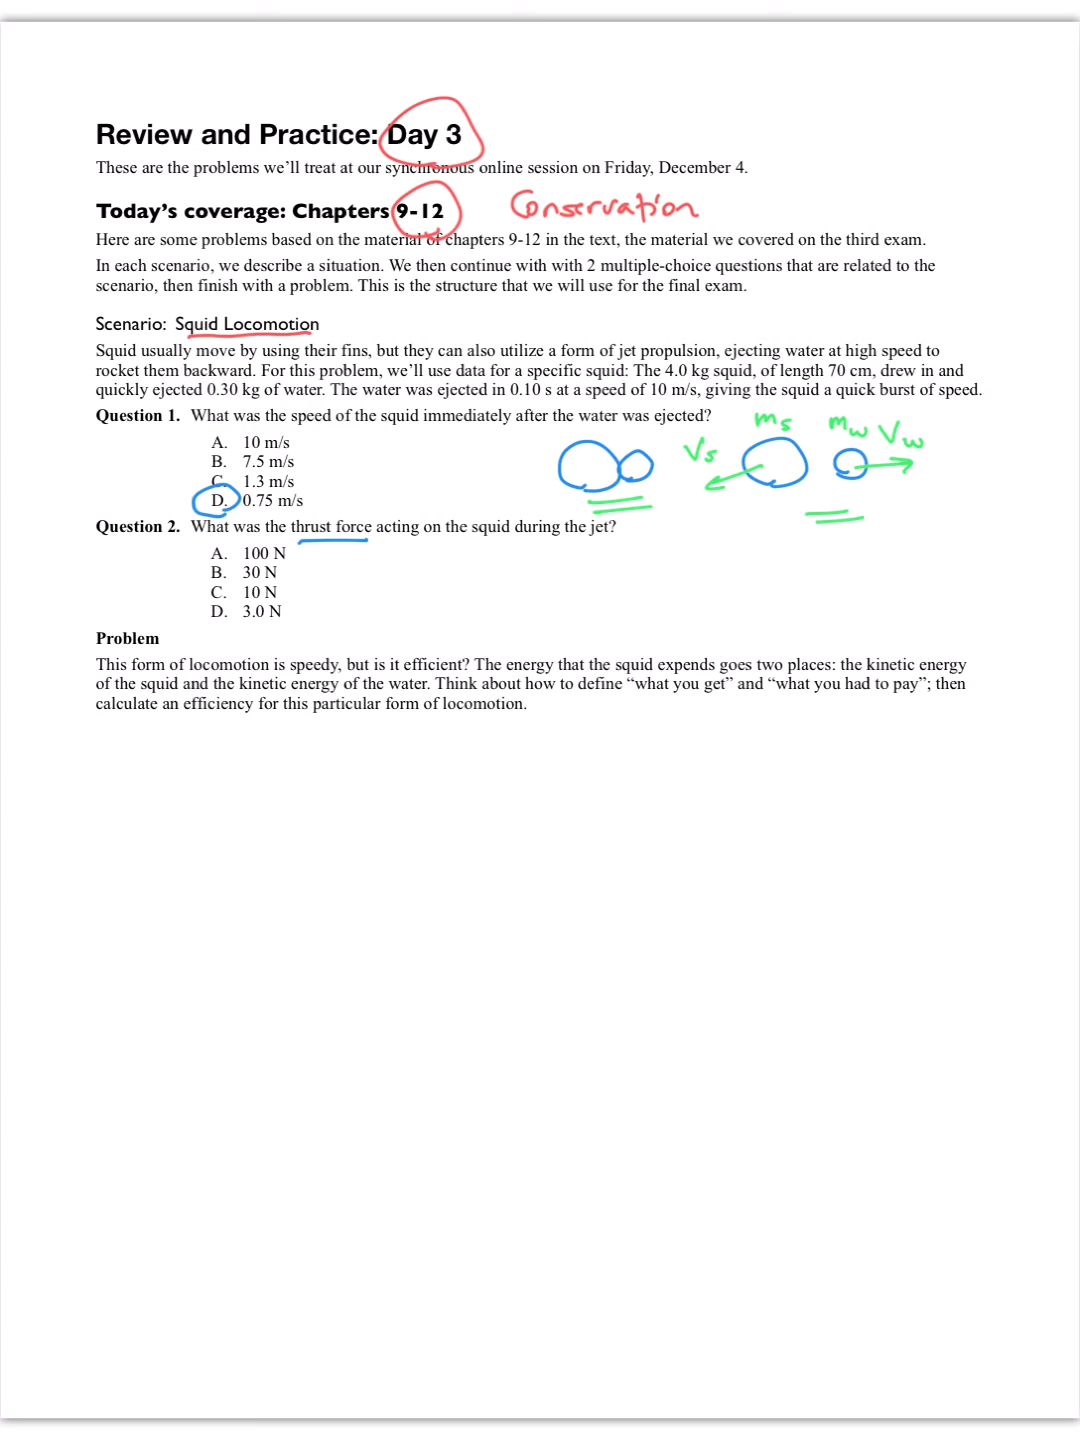 Review and Practice: Day 3
These are the problems we'll treat at our synchronous online session on Friday, December 4.
Today's coverage: Chapters 9-12 Conservation
Here are some problems based on the material of chapters 9-12 in the text, the material we covered on the third exam.
In each scenario, we describe a situation. We then continue with with 2 multiple-choice questions that are related to the
scenario, then finish with a problem. This is the structure that we will use for the final exam.
Scenario: Squid Locomotion
Squid usually move by using their fins, but they can also utilize a form of jet propulsion, ejecting water at high speed to
rocket them backward. For this problem, we'll use data for a specific squid: The 4.0 kg squid, of length 70 cm, drew in and
quickly ejected 0.30 kg of water. The water was ejected in 0.10 s at a speed of 10 m/s, giving the squid a quick burst of speed.
Question 1. What was the speed of the squid immediately after the water was ejected?
ms mw Vw
A. 10 m/s
Vs
B. 7.5 m/s
C. 1.3 m/s
D. 0.75 m/s
Question 2. What was the thrust force acting on the squid during the jet?
A. 100 N
B. 30 N
C. 10 N
D. 3.0 N
Problem
This form of locomotion is speedy, but is it efficient? The energy that the squid expends goes two places: the kinetic energy
of the squid and the kinetic energy of the water. Think about how to define "what you get" and "what you had to pay"; then
calculate an efficiency for this particular form of locomotion.